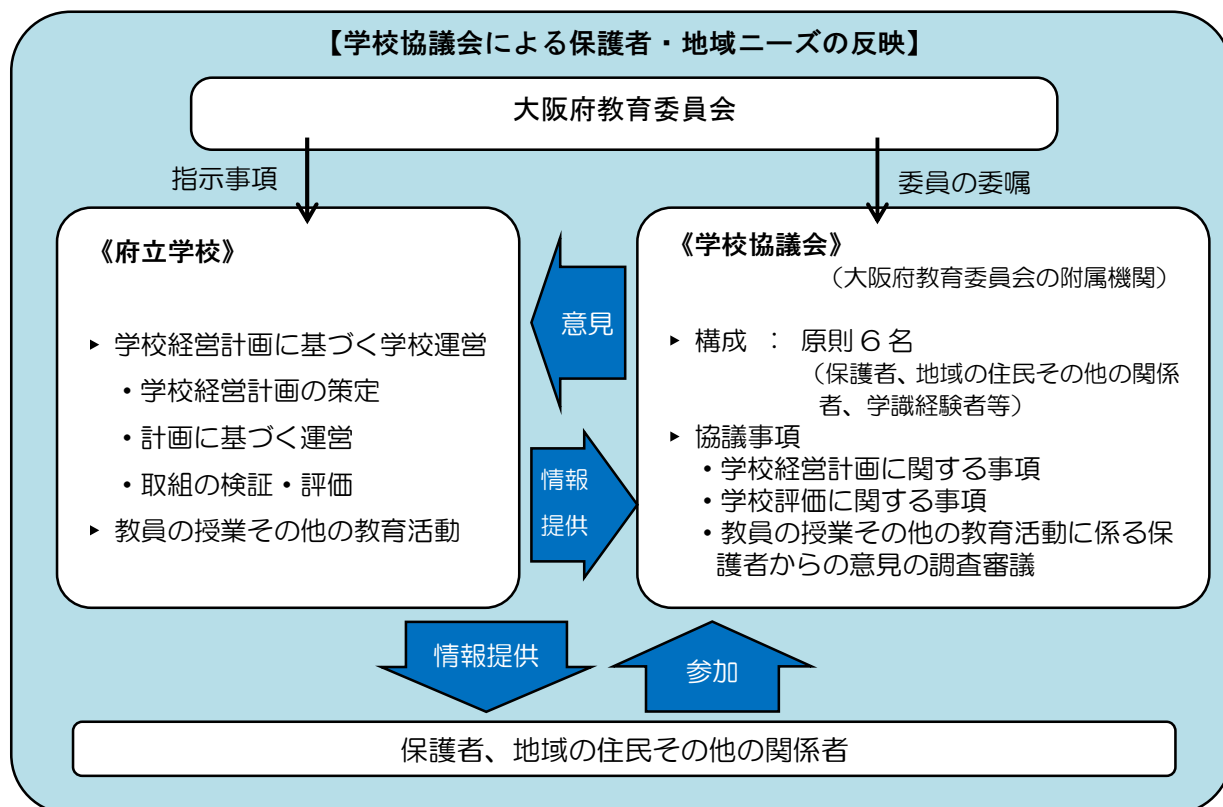 【学校協議会による保護者・地域ニーズの反映】
大阪府教育委員会
指示事項
委員の委嘱
《府立学校》
▸ 学校経営計画に基づく学校運営
・学校経営計画の策定
・計画に基づく運営
・取組の検証・評価
▸ 教員の授業その他の教育活動
意見
情報
提供
《学校協議会》
（大阪府教育委員会の附属機関）
▸ 構成 ： 原則６名
（保護者、地域の住民その他の関係
者、学識経験者等）
▸ 協議事項
・学校経営計画に関する事項
・学校評価に関する事項
・教員の授業その他の教育活動に係る保
護者からの意見の調査審議
情報提供
参加
保護者、地域の住民その他の関係者